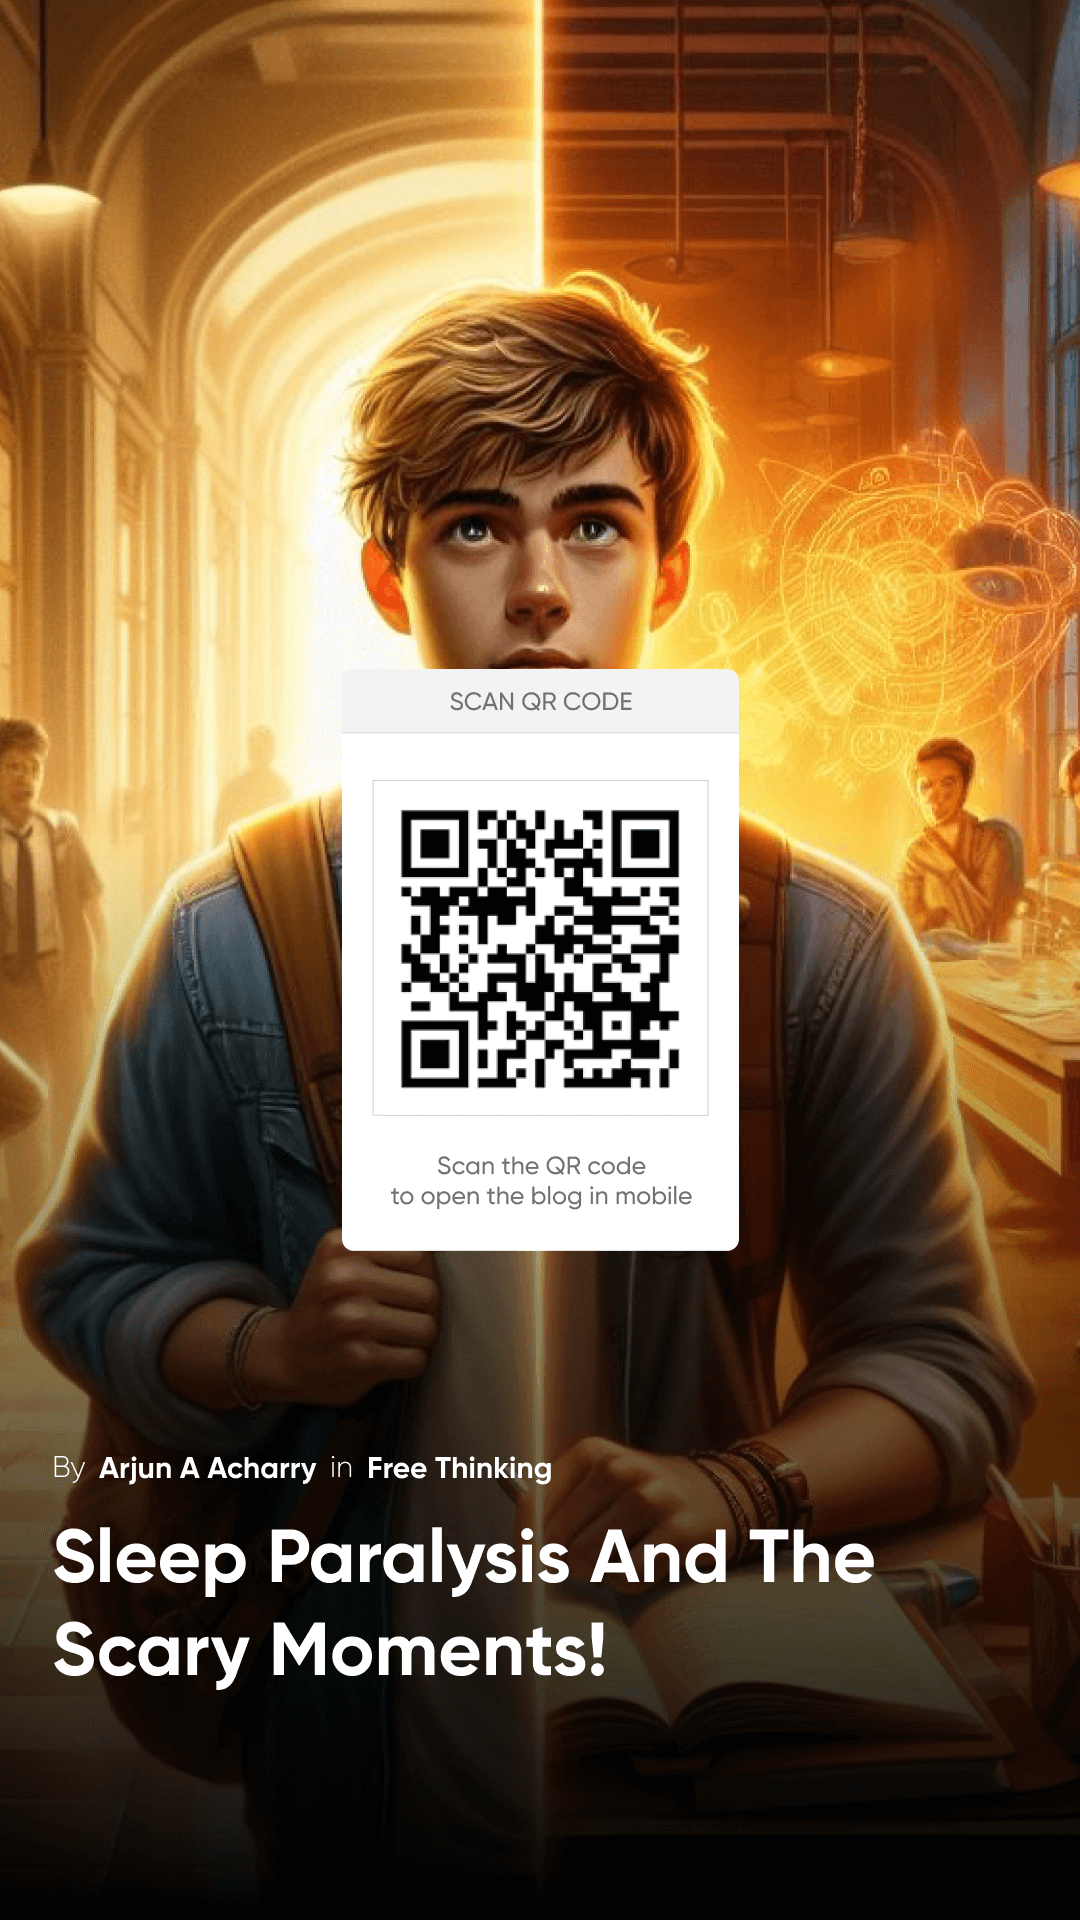 SCAN QR CODE
Scan the QR code
to open the blog in mobile
By Arjun A Acharry in Free Thinking
Sleep Paralysis And The
Scary Moments!